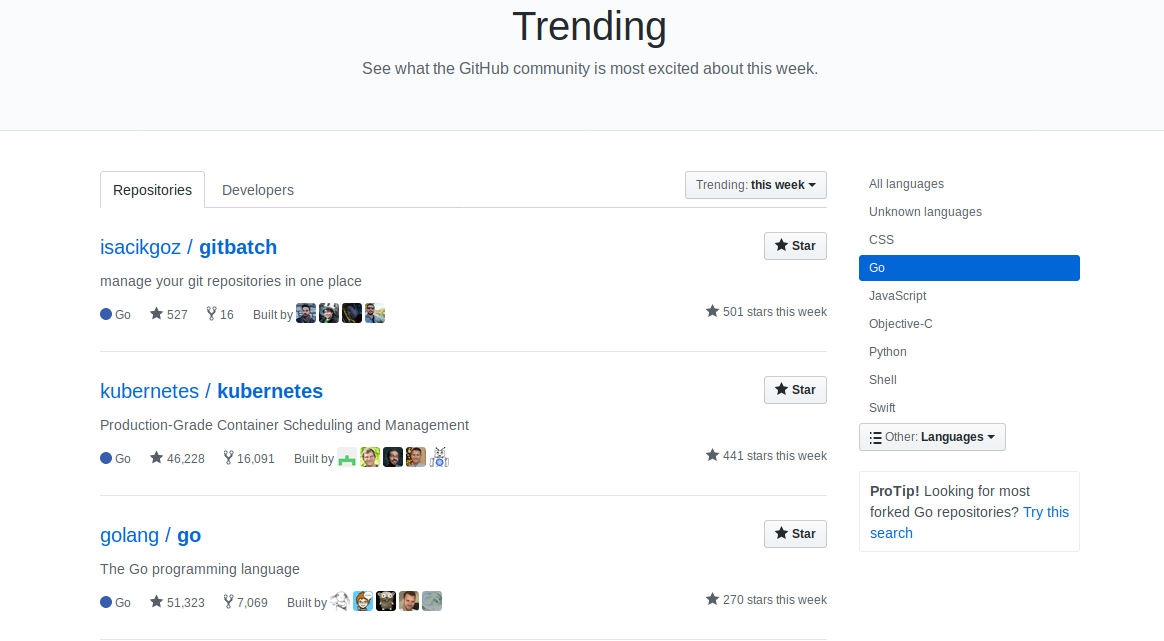 Trending
See what the GitHub community is most excited about this week.
Repositories
Developers
Trending: this week
isacikgoz / gitbatch
Star
manage your git repositories in one place
Go 527 16 Built by
501 stars this week
kubernetes / kubernetes
Star
Production-Grade Container Scheduling and Management
Go 46,228 16,091 Built by
441 stars this week
golang / go
Star
The Go programming language
Go 51,323 7,069 Built by
270 stars this week
All languages
Unknown languages
CSS
Go
JavaScript
Objective-C
Python
Shell
Swift
Other: Languages
ProTip! Looking for most
forked Go repositories? Try this
search